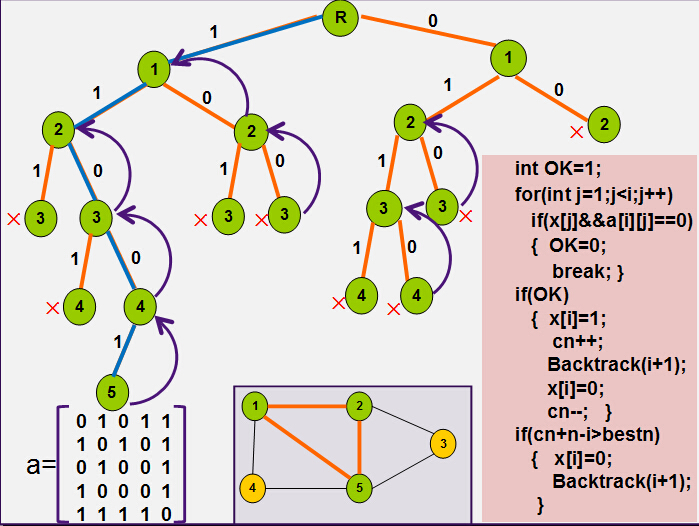 R
1
0
1
1
1
0
1
0
2
2
2
× 2
1
0
1
0
1
0
× 3
3
× 3
× 3
3
3 ×
1
0
1
0
× 4
4
× 4
× 4
1
5
a=
0 1 0 1 1
1 0 1 0 1
0 1 0 0 1
1 0 0 0 1
1 1 1 1 0
1
2
3
4
5
int OK=1;
for(int j=1;j<i;j++)
if(x[j]&&a[i][j]==0)
{ OK=0;
break; }
if(OK)
{ x[i]=1;
cn++;
Backtrack(i+1);
x[i]=0;
cn--; }
if(cn+n-i>bestn)
{ x[i]=0;
Backtrack(i+1);
}